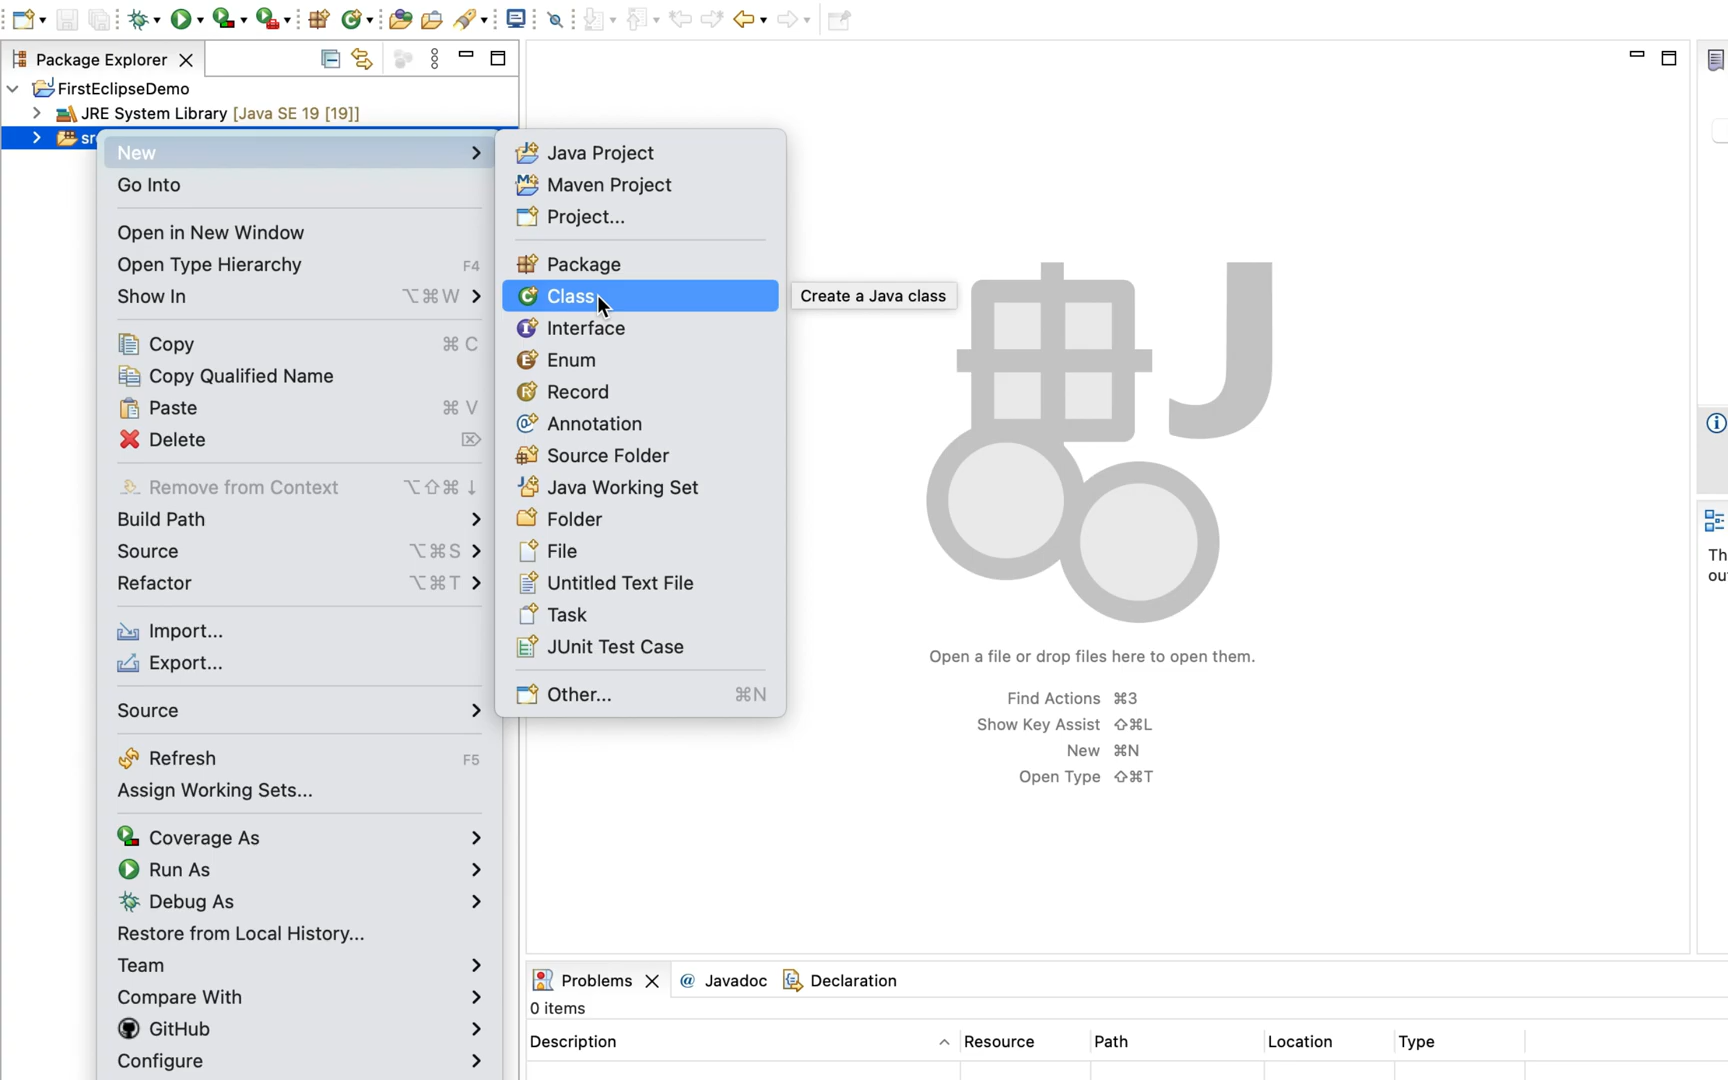 Package Explorer
FirstEclipseDemo
JRE System Library [Java SE 19 [19]]
New
Go Into
Open in New Window
Open Type Hierarchy F4
Show In ⌥⌘W
Copy ⌘ C
Copy Qualified Name
Paste ⌘ V
Delete ⌦
Remove from Context ⌥⇧⌘ ↓
Build Path
Source ⌥⌘S
Refactor ⌥⌘T
Import...
Export...
Source
Refresh F5
Assign Working Sets...
Coverage As
Run As
Debug As
Restore from Local History...
Team
Compare With
GitHub
Configure
Java Project
Maven Project
Project...
Package
Class
Interface
Enum
Record
Annotation
Source Folder
Java Working Set
Folder
File
Untitled Text File
Task
JUnit Test Case
Other... ⌘N
Create a Java class
J
Open a file or drop files here to open them.
Find Actions ⌘3
Show Key Assist ⇧⌘L
New ⌘N
Open Type ⇧⌘T
Problems @ Javadoc Declaration
0 items
Description Resource Path Location Type